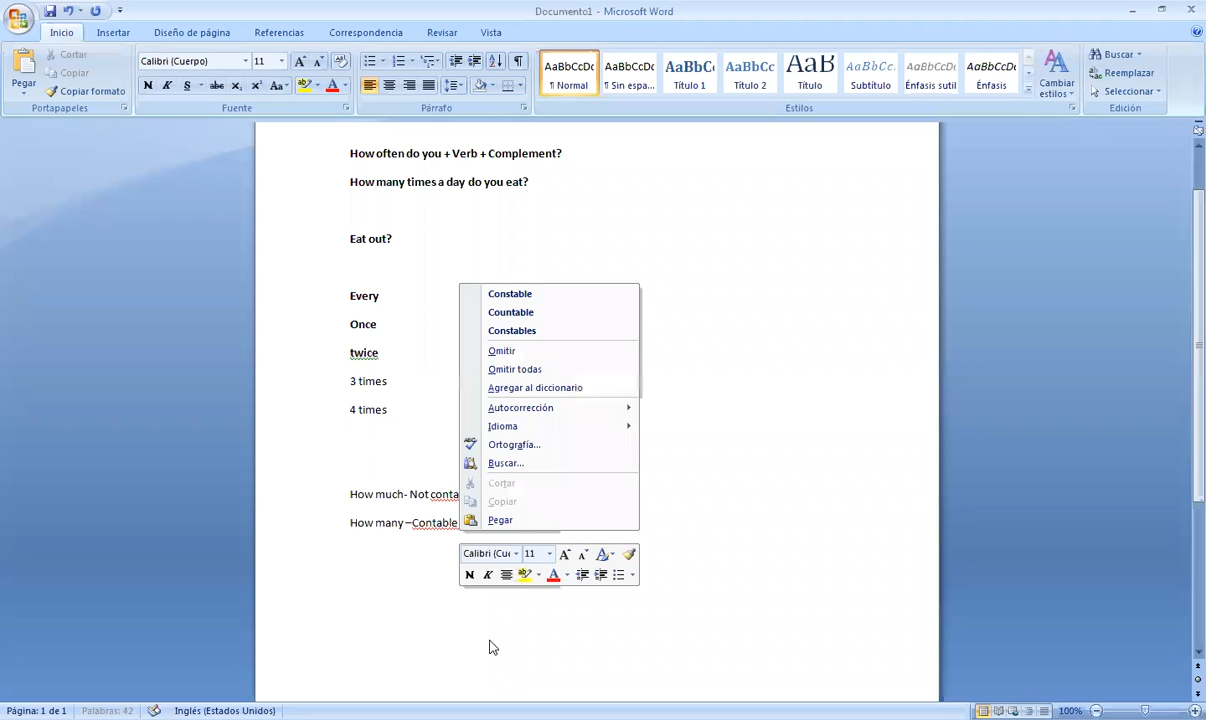 Documento1 - Microsoft Word
Inicio Insertar Diseño de página Referencias Correspondencia Revisar Vista
Pegar
Cortar
Copiar
Copiar formato
Portapapeles
Calibri (Cuerpo) 11
Fuente
Párrafo
AaBbCcDc AaBbCcDc AaBbC AaBbCc AaB AaBbCc. AaBbCcDc AaBbCcDc
¶ Normal ¶ Sin espa... Título 1 Título 2 Título Subtítulo Énfasis sutil Énfasis
Cambiar estilos
Estilos
Buscar
Reemplazar
Seleccionar
Edición
How often do you + Verb + Complement?
How many times a day do you eat?
Eat out?
Every
Once
twice
3 times
4 times
How much- Not conta
How many –Contable
Constable
Countable
Constables
Omitir
Omitir todas
Agregar al diccionario
Autocorrección
Idioma
Ortografía...
Buscar...
Cortar
Copiar
Pegar
Calibri (Cue 11
N K
Página: 1 de 1 Palabras: 42 Inglés (Estados Unidos) 100%